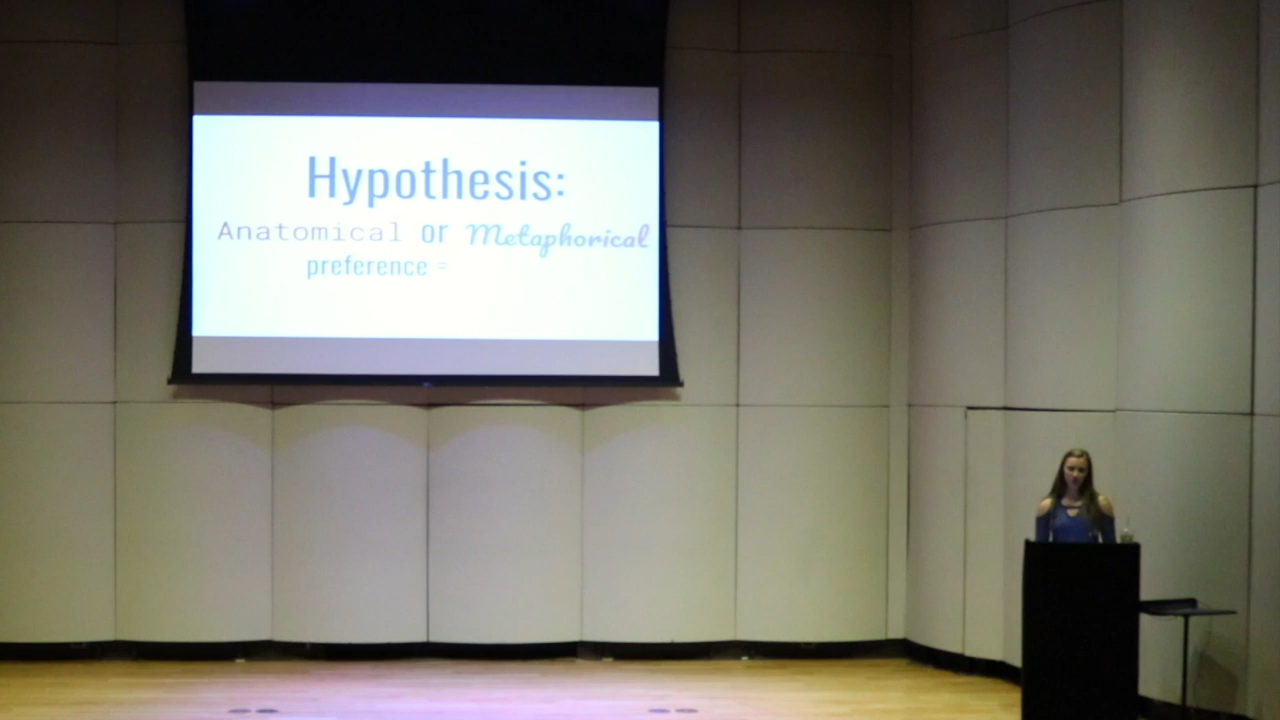 Hypothesis:
Anatomical or Metaphorical
preference =